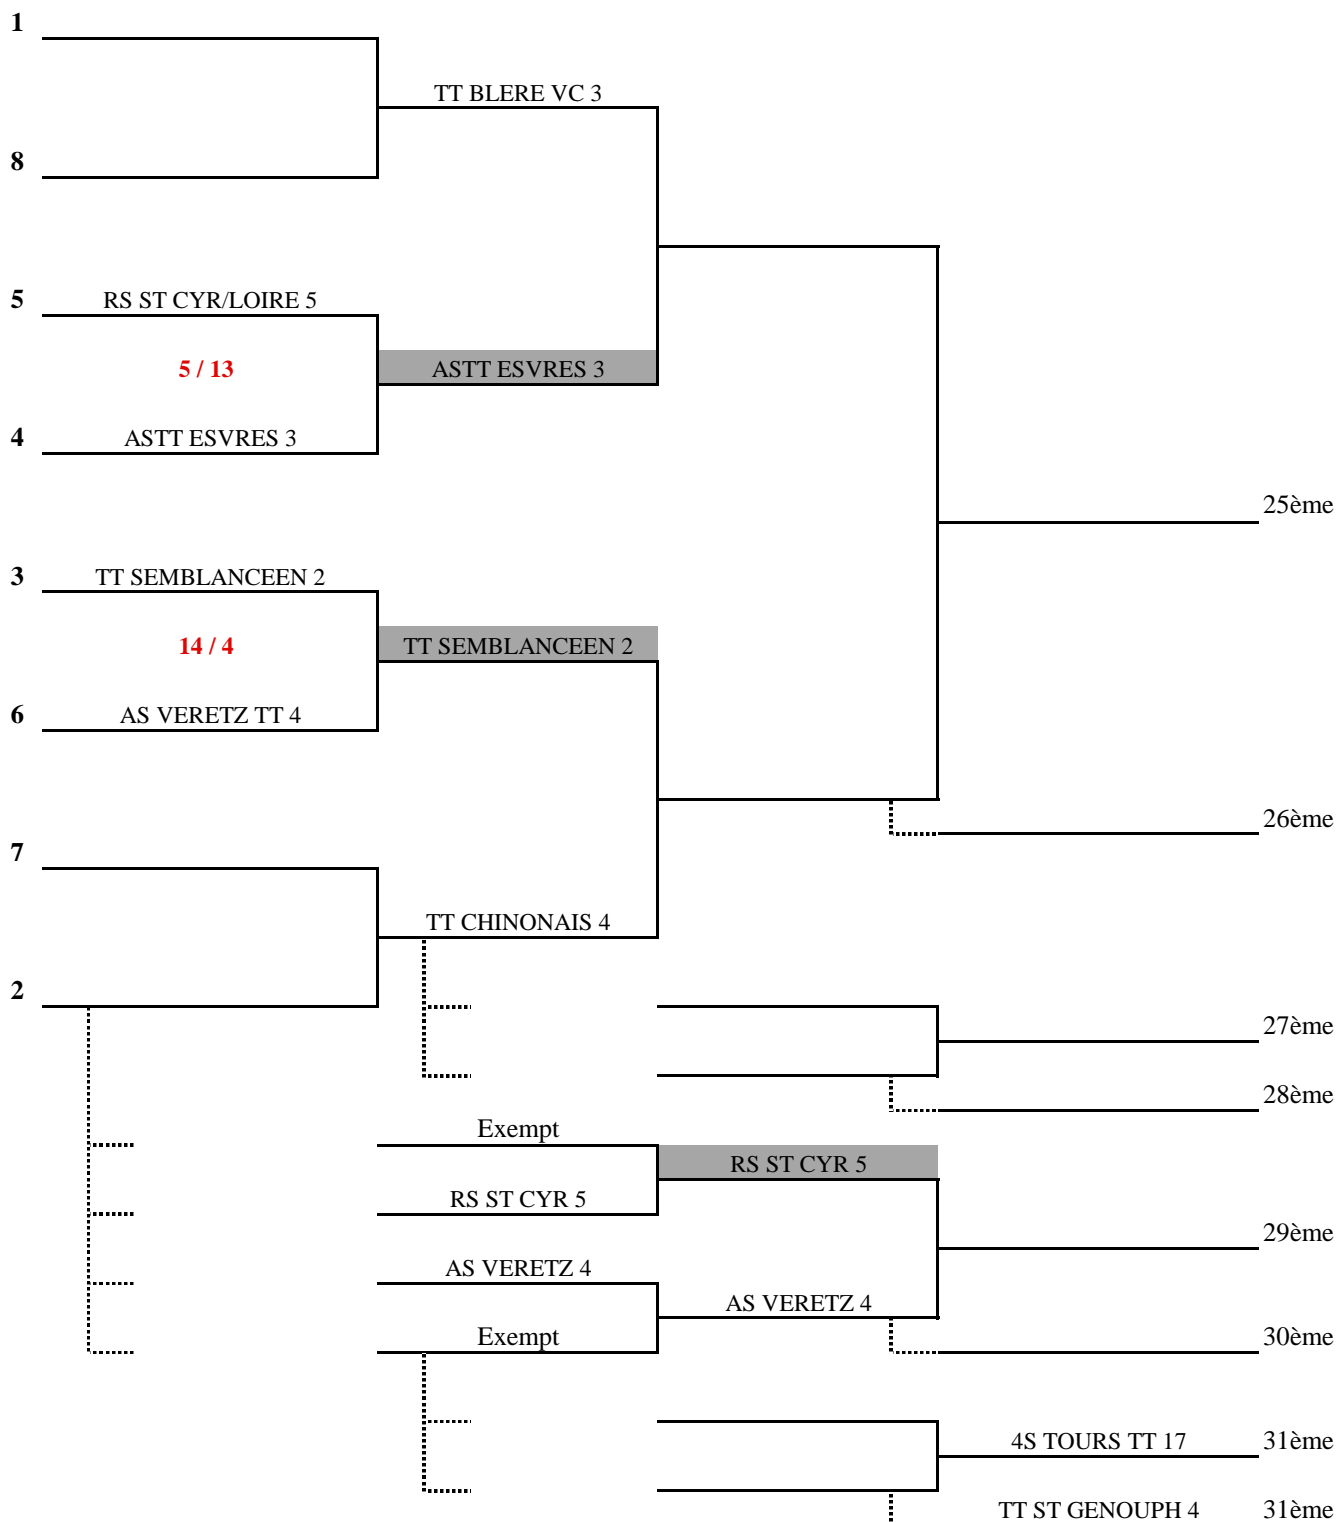 1
TT BLERE VC 3
8
5 RS ST CYR/LOIRE 5
5 / 13 ASTT ESVRES 3
4 ASTT ESVRES 3
25ème
3 TT SEMBLANCEEN 2
14 / 4 TT SEMBLANCEEN 2
6 AS VERETZ TT 4
26ème
7
TT CHINONAIS 4
2
27ème
28ème
Exempt
RS ST CYR 5
RS ST CYR 5
29ème
AS VERETZ 4
AS VERETZ 4
Exempt 30ème
4S TOURS TT 17 31ème
TT ST GENOUPH 4 31ème